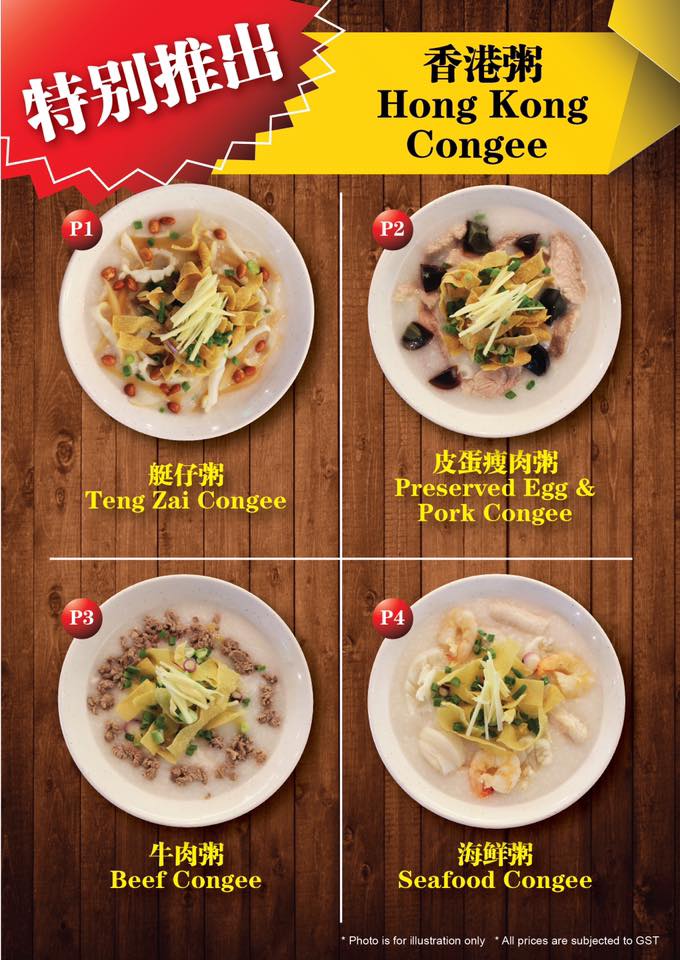 特别推出
香港粥
Hong Kong
Congee
P1
艇仔粥
Teng Zai Congee
P2
皮蛋瘦肉粥
Preserved Egg &
Pork Congee
P3
牛肉粥
Beef Congee
P4
海鲜粥
Seafood Congee
* Photo is for illustration only * All prices are subjected to GST